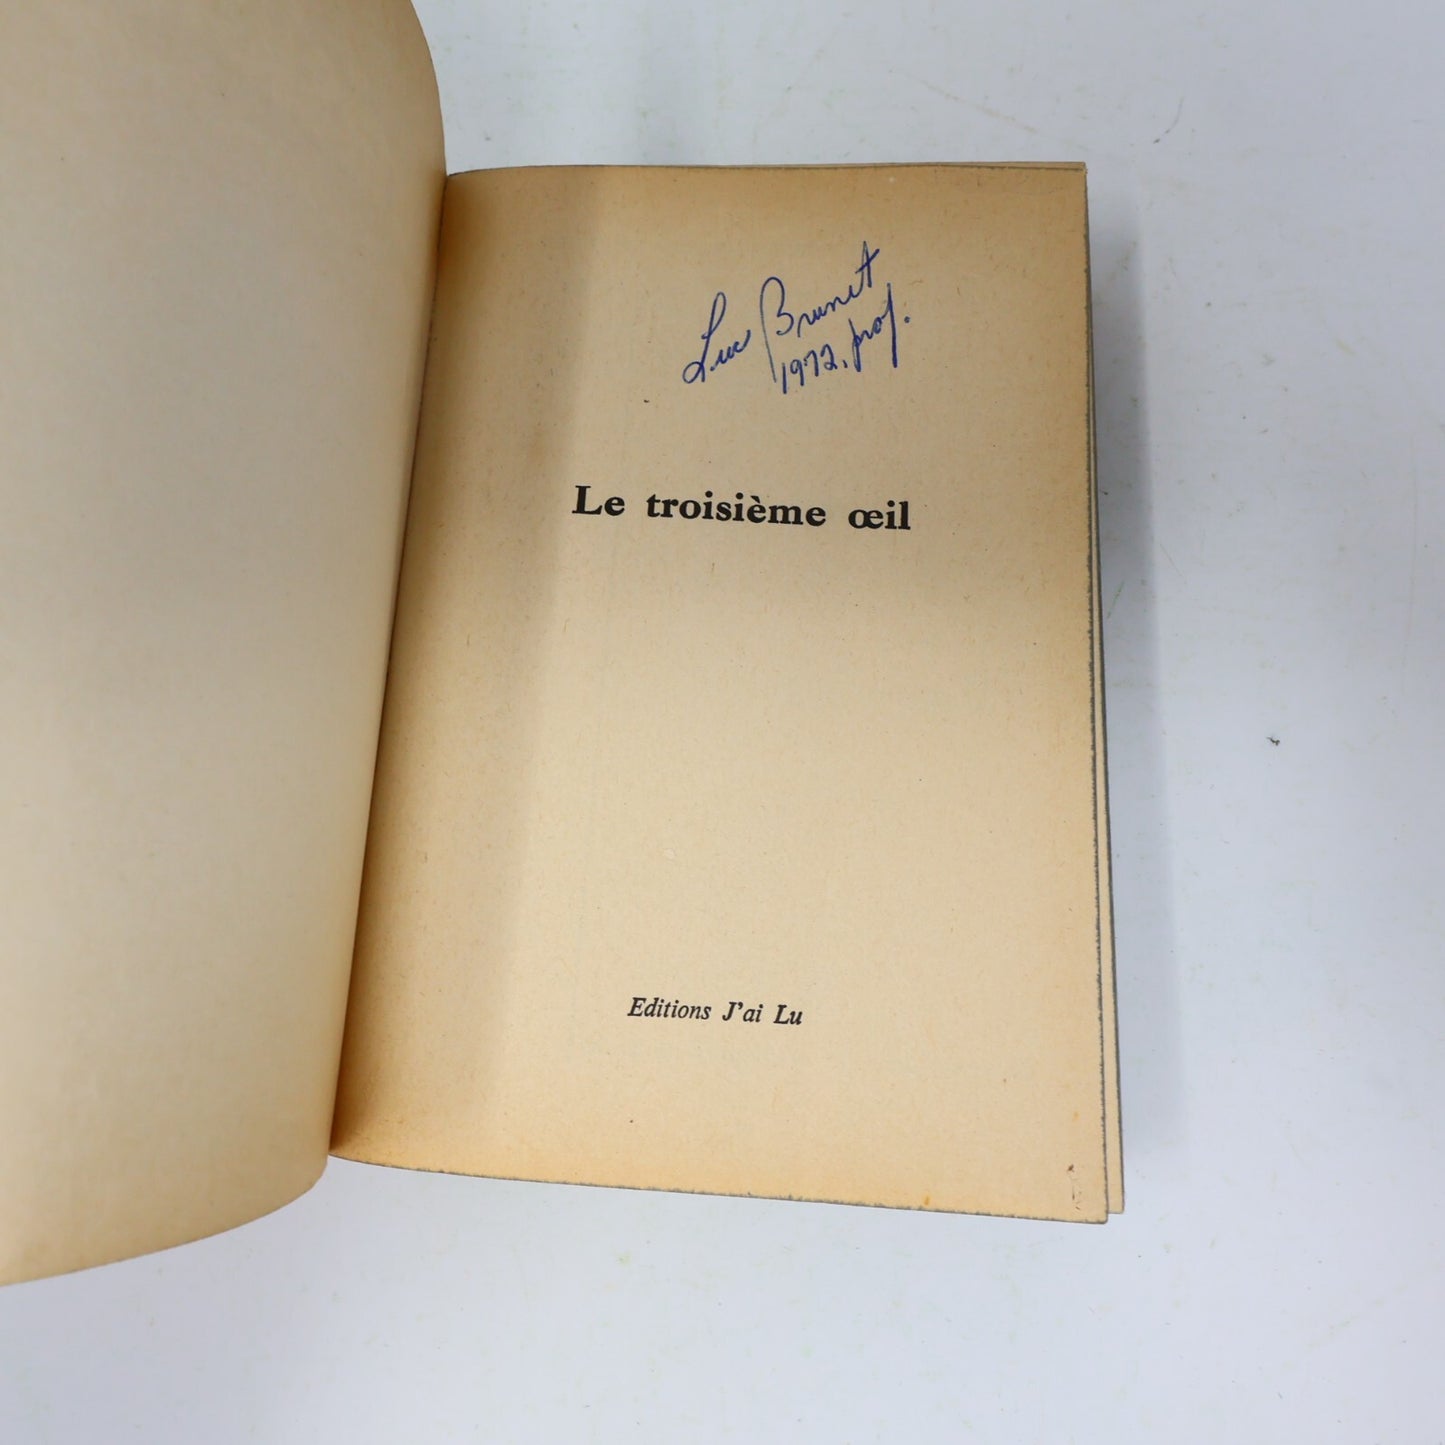 Luc Brunet
1972. prof.
Le troisième œil
Editions J'ai Lu